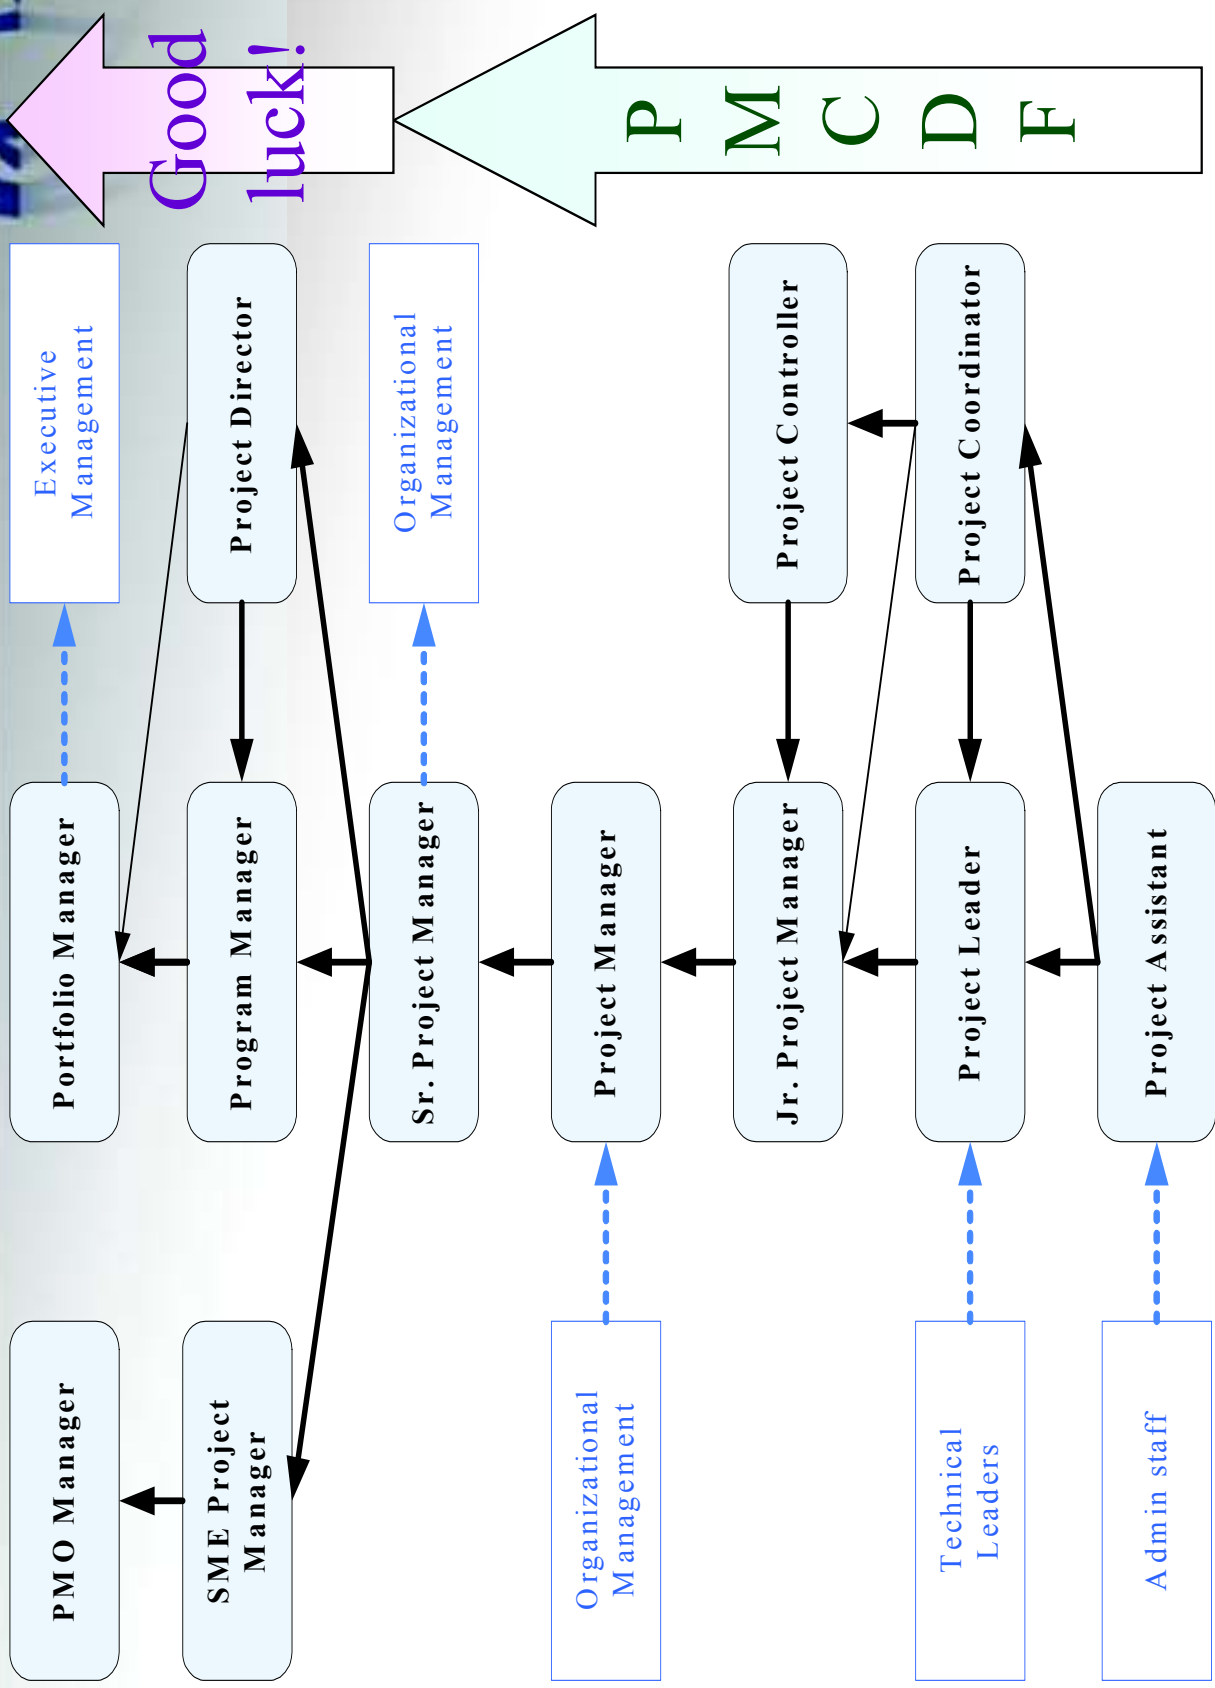 PMO Manager
Portfolio Manager
Executive
Management
SME Project
Manager
Program Manager
Project Director
Good
luck!
Sr. Project Manager
Organizational
Management
Organizational
Management
Project Manager
P
M
C
D
F
Jr. Project Manager
Project Controller
Technical
Leaders
Project Leader
Project Coordinator
Admin staff
Project Assistant